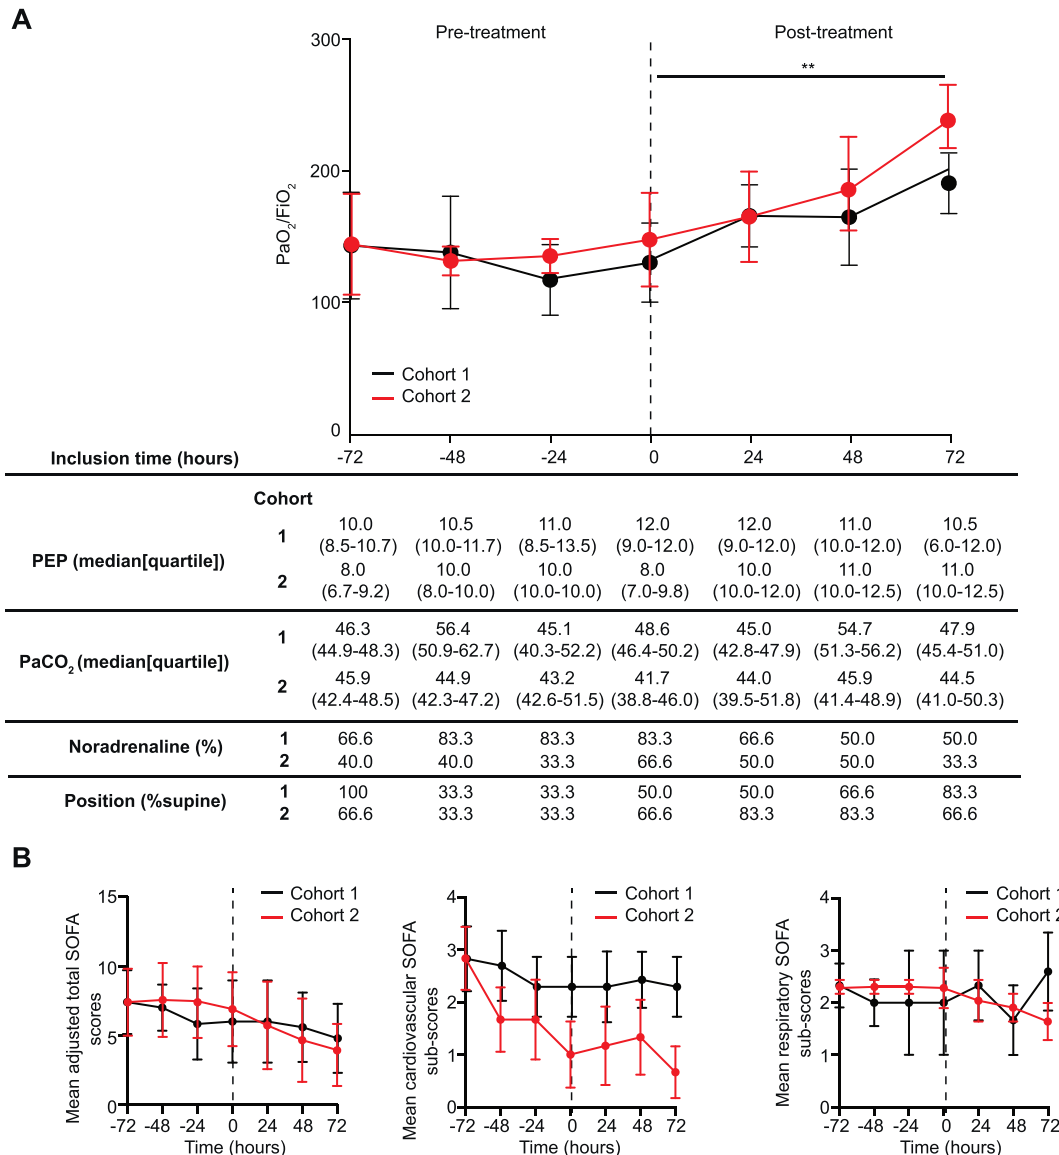 A
Pre-treatment
Post-treatment
**
300
200
100
0
PaO2/FiO2
Cohort 1
Cohort 2
Inclusion time (hours)
-72 -48 -24 0 24 48 72
Cohort
PEP (median[quartile])
1
10.0 10.5 11.0 12.0 12.0 11.0 10.5
(8.5-10.7) (10.0-11.7) (8.5-13.5) (9.0-12.0) (9.0-12.0) (10.0-12.0) (6.0-12.0)
2
8.0 10.0 10.0 8.0 10.0 11.0 11.0
(6.7-9.2) (8.0-10.0) (10.0-10.0) (7.0-9.8) (10.0-12.0) (10.0-12.5) (10.0-12.5)
PaCO2 (median[quartile])
1
46.3 56.4 45.1 48.6 45.0 54.7 47.9
(44.9-48.3) (50.9-62.7) (40.3-52.2) (46.4-50.2) (42.8-47.9) (51.3-56.2) (45.4-51.0)
2
45.9 44.9 43.2 41.7 44.0 45.9 44.5
(42.4-48.5) (42.3-47.2) (42.6-51.5) (38.8-46.0) (39.5-51.8) (41.4-48.9) (41.0-50.3)
Noradrenaline (%)
1 66.6 83.3 83.3 83.3 66.6 50.0 50.0
2 40.0 40.0 33.3 66.6 50.0 50.0 33.3
Position (%supine)
1 100 33.3 33.3 50.0 50.0 66.6 83.3
2 66.6 33.3 33.3 66.6 83.3 83.3 66.6
B
Mean adjusted total SOFA
scores
15
10
5
0
Cohort 1
Cohort 2
-72 -48 -24 0 24 48 72
Time (hours)
Mean cardiovascular SOFA
sub-scores
4
3
2
1
0
Cohort 1
Cohort 2
-72 -48 -24 0 24 48 72
Time (hours)
Mean respiratory SOFA
sub-scores
4
3
2
1
0
Cohort 1
Cohort 2
-72 -48 -24 0 24 48 72
Time (hours)